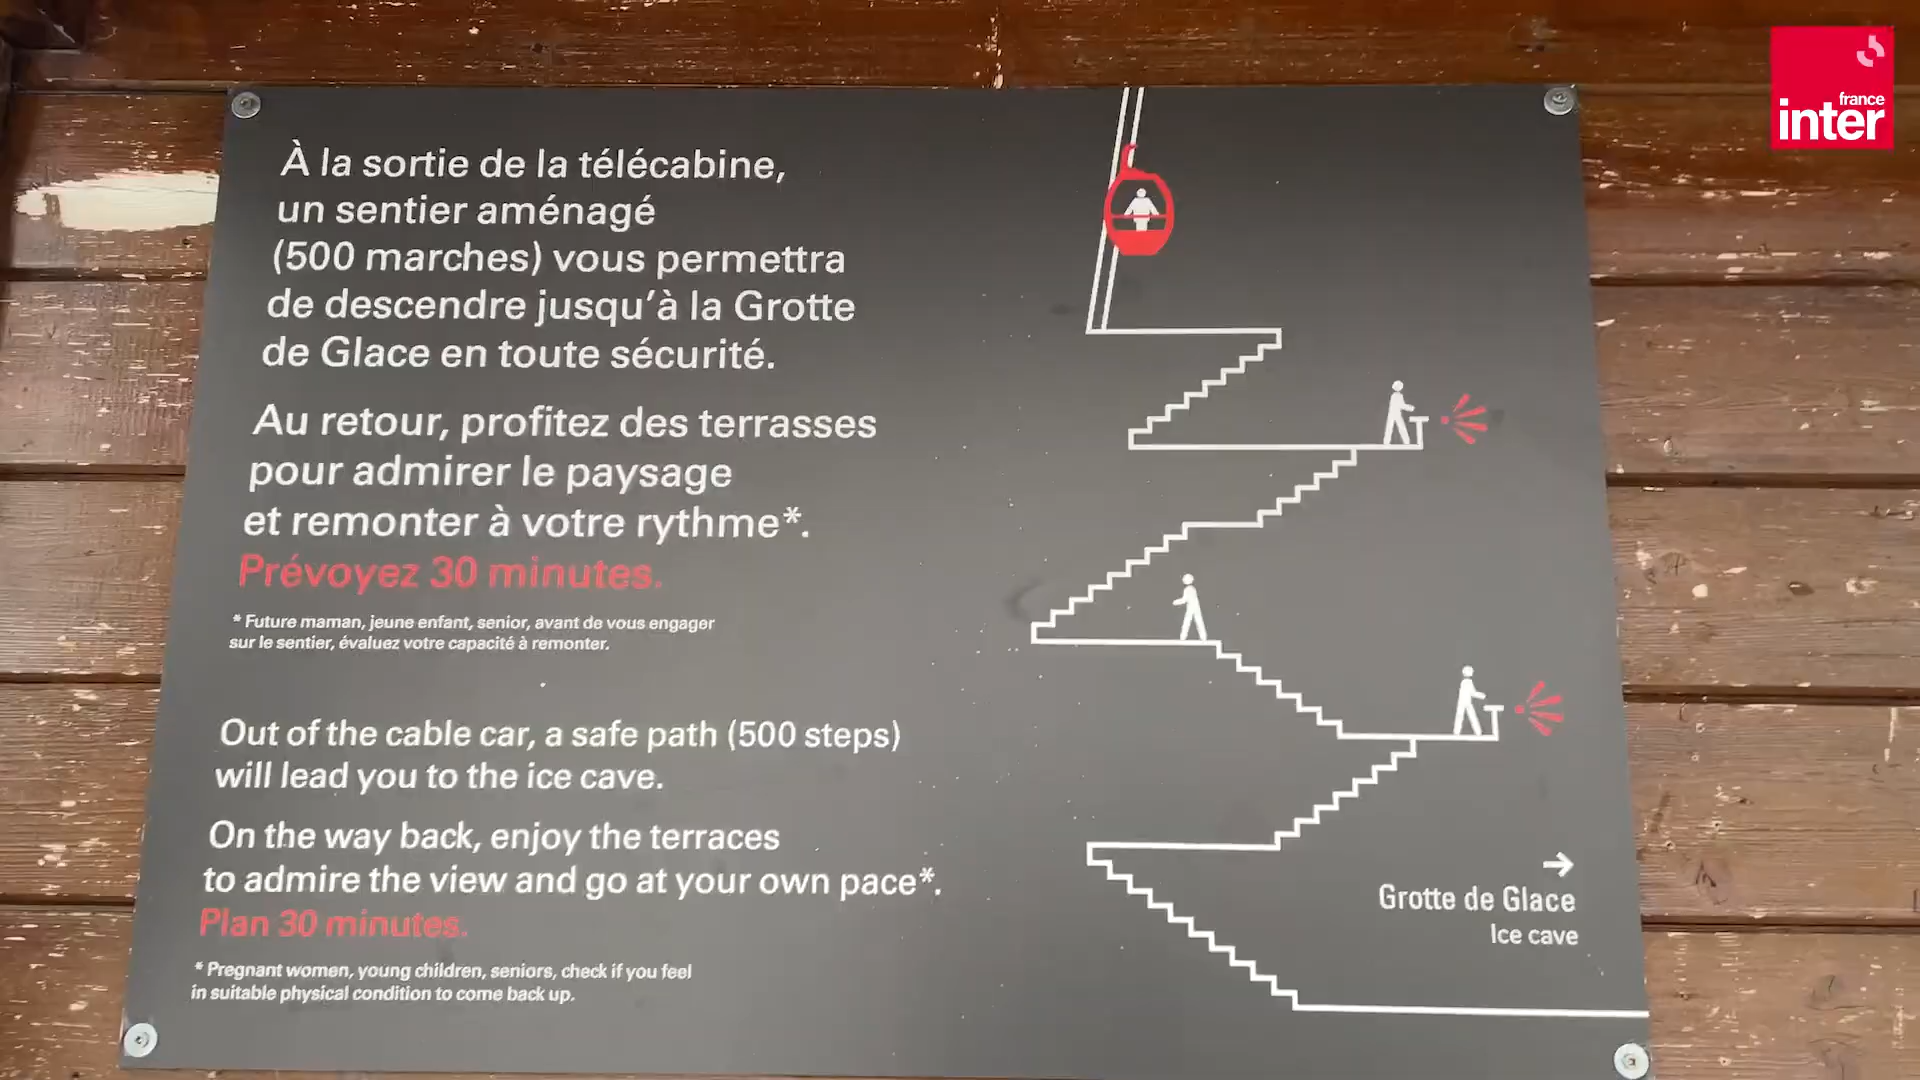 À la sortie de la télécabine,
un sentier aménagé
(500 marches) vous permettra
de descendre jusqu'à la Grotte
de Glace en toute sécurité.
Au retour, profitez des terrasses
pour admirer le paysage
et remonter à votre rythme*.
Prévoyez 30 minutes.
* Future maman, jeune enfant, senior, avant de vous engager
sur le sentier, évaluez votre capacité à remonter.
Out of the cable car, a safe path (500 steps)
will lead you to the ice cave.
On the way back, enjoy the terraces
to admire the view and go at your own pace*.
Plan 30 minutes.
* Pregnant women, young children, seniors, check if you feel
in suitable physical condition to come back up.
→
Grotte de Glace
Ice cave
france
inter